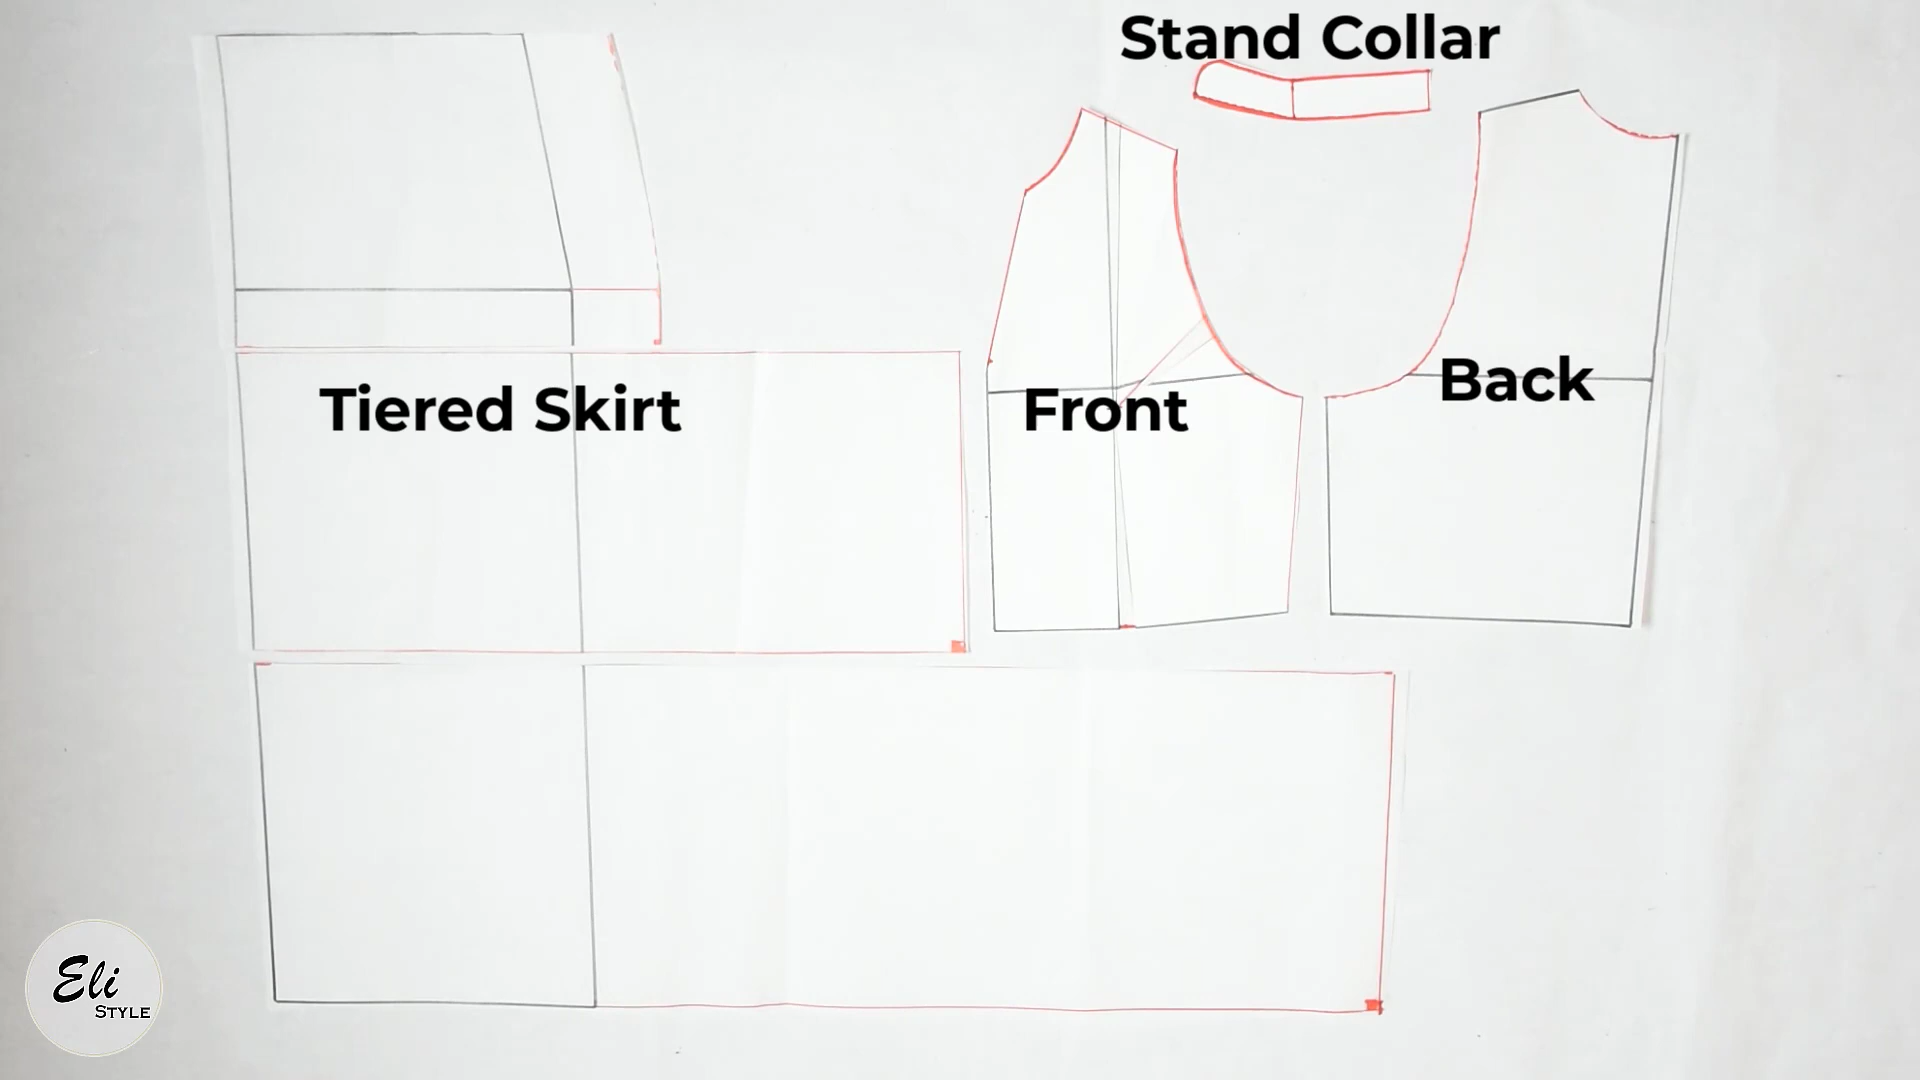 Stand Collar
Tiered Skirt
Front
Back
Eli
STYLE